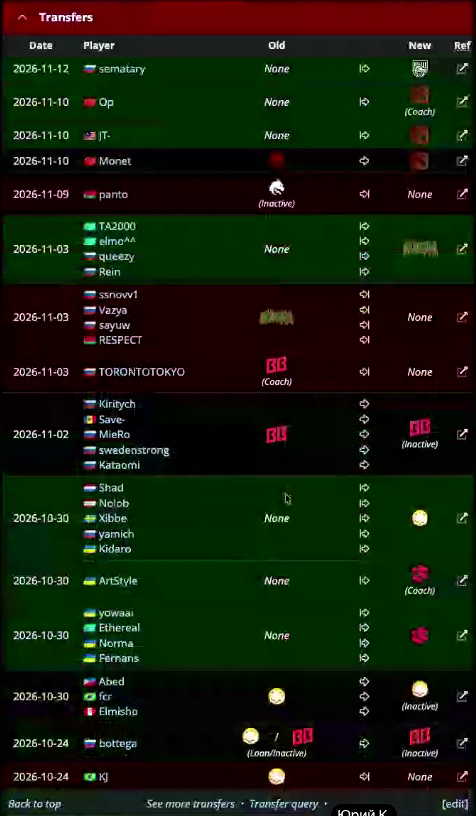 Transfers
Date Player Old New Ref
2026-11-12 sematary None
2026-11-10 Op None (Coach)
2026-11-10 JT- None
2026-11-10 Monet
2026-11-09 panto (Inactive) None
2026-11-03 TA2000 None
elmo^^
queezy
Rein
2026-11-03 ssnovv1 None
Vazya
sayuw
RESPECT
2026-11-03 TORONTOTOKYO BB (Coach) None
2026-11-02 Kiritych BB BB (Inactive)
Save-
MieRo
swedenstrong
Kataomi
2026-10-30 Shad None
Nojob
Xibbe
yamich
Kidaro
2026-10-30 ArtStyle None (Coach)
2026-10-30 yowaai None
Ethereal
Norma
Fernans
2026-10-30 Abed (Inactive)
fcr
Elmisho
2026-10-24 bottega / BB (Loan/Inactive) BB (Inactive)
2026-10-24 KJ None
Back to top See more transfers · Transfer query · [edit]
Юрий К